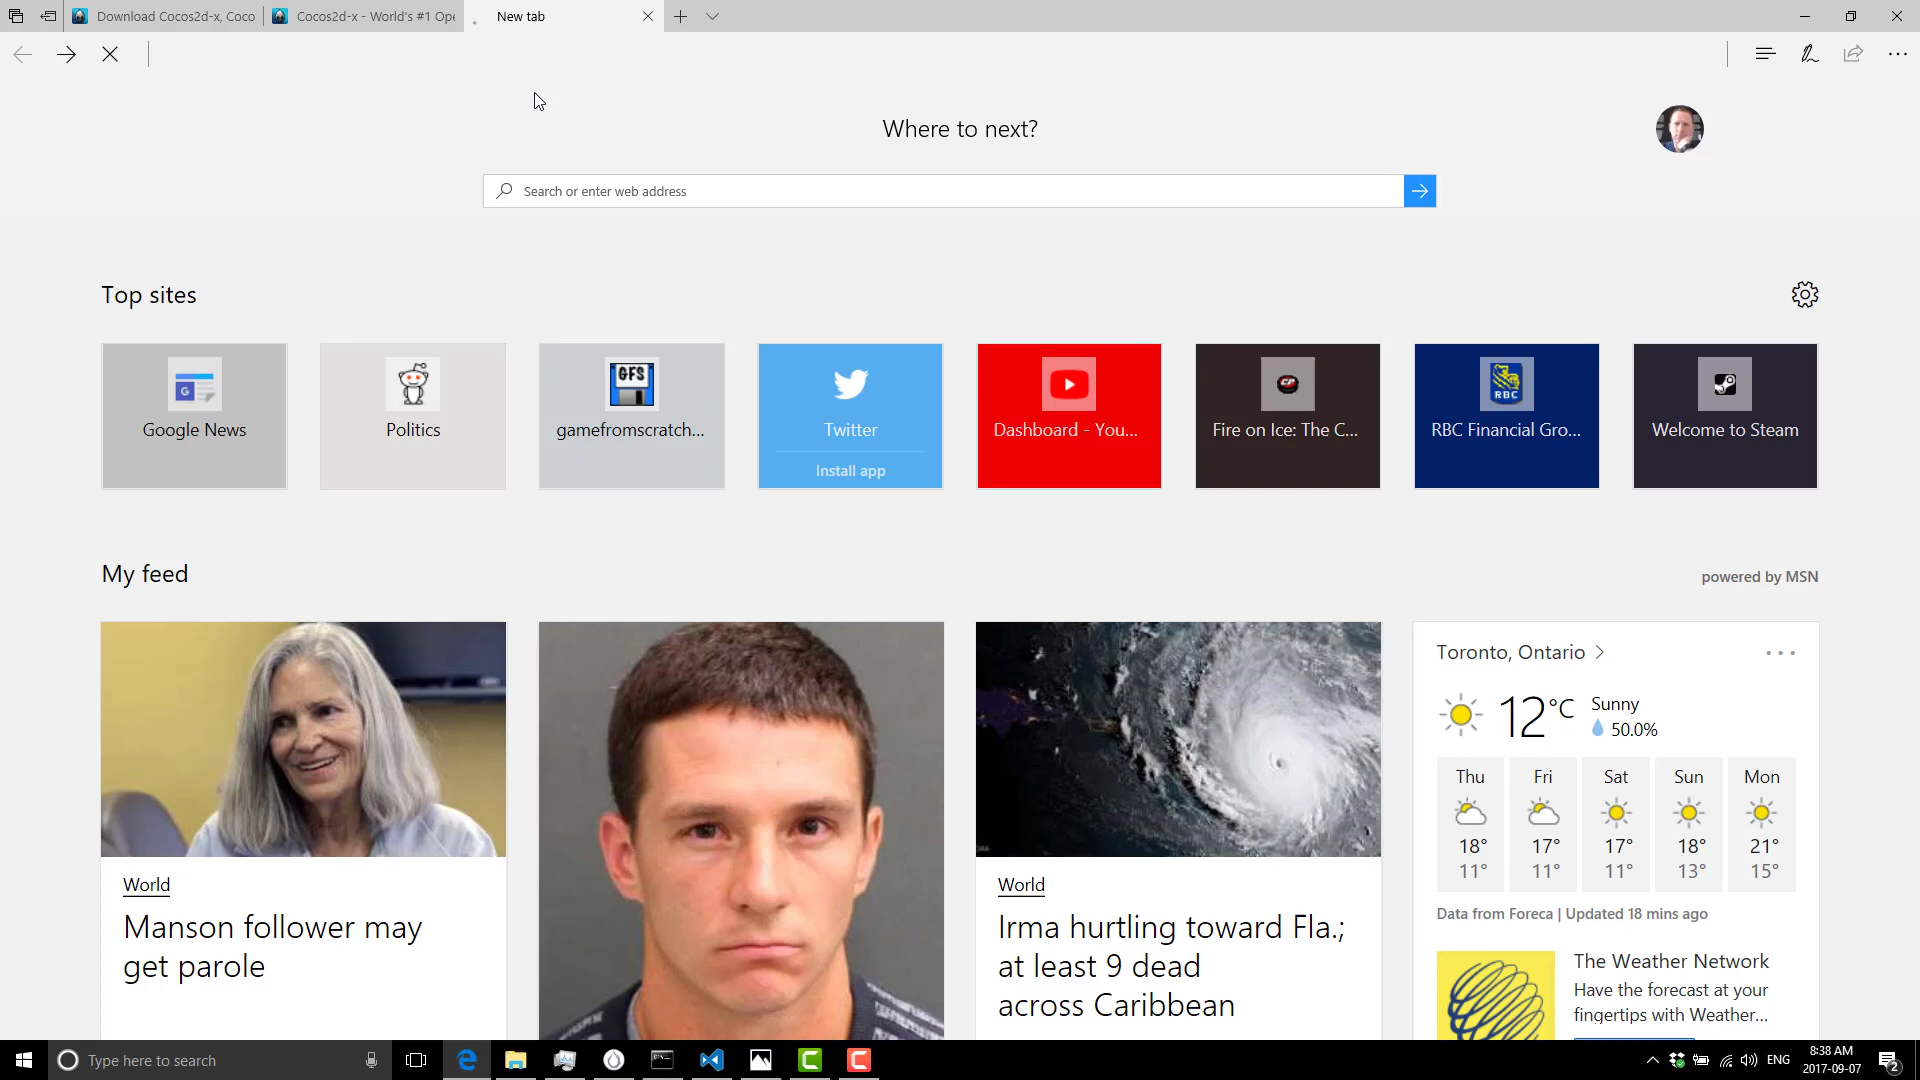 Download Cocos2d-x, Coco
Cocos2d-x - World's #1 Ope
New tab
Where to next?
Search or enter web address
Top sites
Google News
Politics
GFS
gamefromscratch...
Twitter
Install app
Dashboard - You...
CP
Fire on Ice: The C...
RBC
RBC Financial Gro...
Welcome to Steam
My feed
powered by MSN
World
Manson follower may
get parole
World
Irma hurtling toward Fla.;
at least 9 dead
across Caribbean
Toronto, Ontario
12°C
Sunny
50.0%
Thu
18°
11°
Fri
17°
11°
Sat
17°
11°
Sun
18°
13°
Mon
21°
15°
Data from Foreca | Updated 18 mins ago
The Weather Network
Have the forecast at your
fingertips with Weather...
Type here to search
ENG
8:38 AM
2017-09-07
2